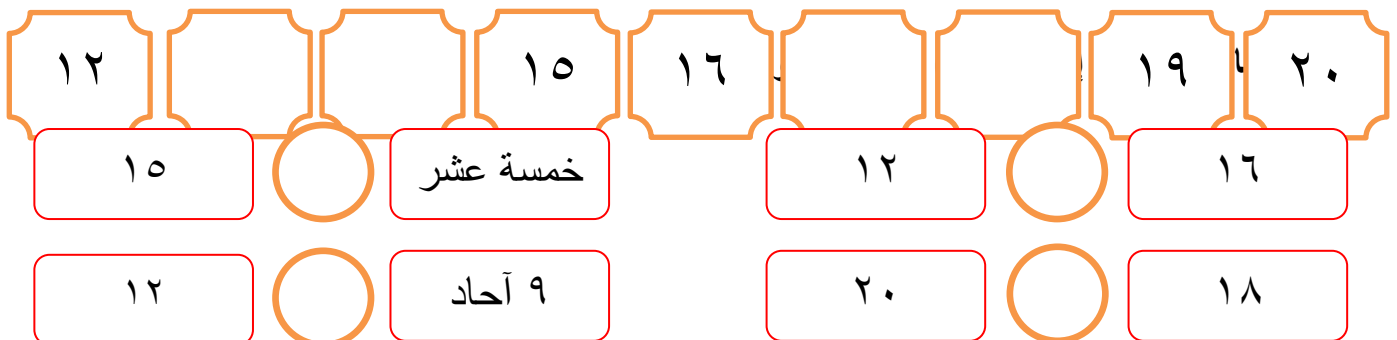 ٢٠ ١٩ ١٦ ١٥ ١٢
١٦ ١٢ خمسة عشر ١٥
١٨ ٢٠ ٩ آحاد ١٢